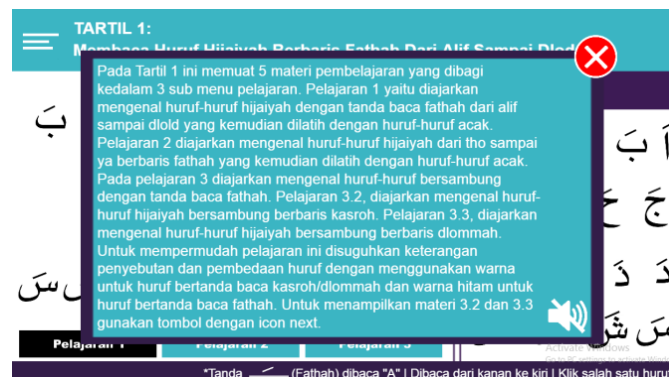 TARTIL 1:
Membaca Huruf Hijaiyah Berbaris Fathah Dari Alif Sampai Dlod
Pada Tartil 1 ini memuat 5 materi pembelajaran yang dibagi
kedalam 3 sub menu pelajaran. Pelajaran 1 yaitu diajarkan
mengenal huruf-huruf hijaiyah dengan tanda baca fathah dari alif
sampai dlold yang kemudian dilatih dengan huruf-huruf acak.
Pelajaran 2 diajarkan mengenal huruf-huruf hijaiyah dari tho sampai
ya berbaris fathah yang kemudian dilatih dengan huruf-huruf acak.
Pada pelajaran 3 diajarkan mengenal huruf-huruf bersambung
dengan tanda baca fathah. Pelajaran 3.2, diajarkan mengenal huruf-
huruf hijaiyah bersambung berbaris kasroh. Pelajaran 3.3, diajarkan
mengenal huruf-huruf hijaiyah bersambung berbaris dlommah.
Untuk mempermudah pelajaran ini disuguhkan keterangan
penyebutan dan pembedaan huruf dengan menggunakan warna
untuk huruf bertanda baca kasroh/dlommah dan warna hitam untuk
huruf bertanda baca fathah. Untuk menampilkan materi 3.2 dan 3.3
gunakan tombol dengan icon next.
بَ
سَ سَ
اَ بَ
جَ حَ
دَ ذَ
سَ شَ
Pelajaran 1
Pelajaran 2
Pelajaran 3
Activate Windows
Go to PC settings to activate Windows
*Tanda (Fathah) dibaca "A" | Dibaca dari kanan ke kiri | Klik salah satu huruf